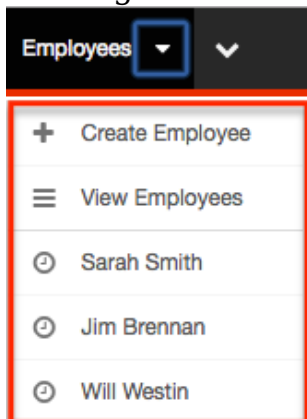 Employees
Create Employee
View Employees
Sarah Smith
Jim Brennan
Will Westin